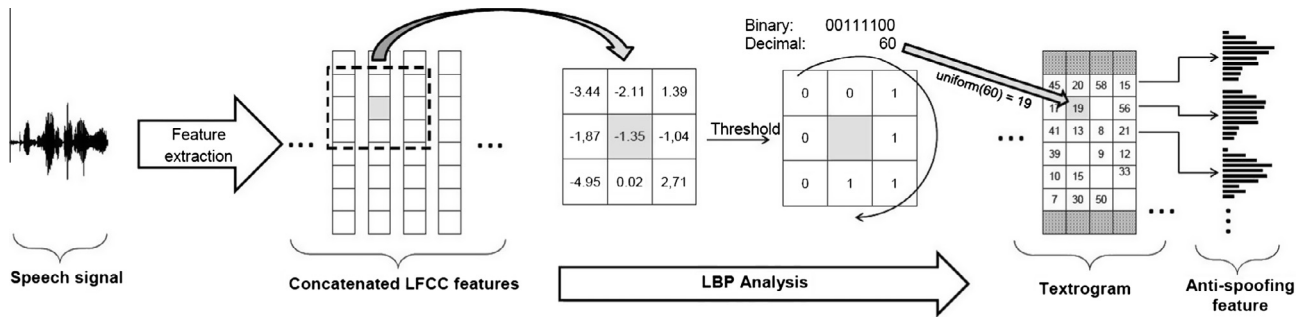 Binary: 00111100
Decimal: 60
Feature
extraction
...
...
-3.44 -2.11 1.39
-1,87 -1.35 -1,04
-4.95 0.02 2,71
Threshold
0 0 1
0 1
0 1 1
uniform(60) = 19
...
45 20 58 15
17 19 56
41 13 8 21
39 9 12
10 15 33
7 30 50
...
Speech signal
Concatenated LFCC features
LBP Analysis
Textrogram
Anti-spoofing
feature